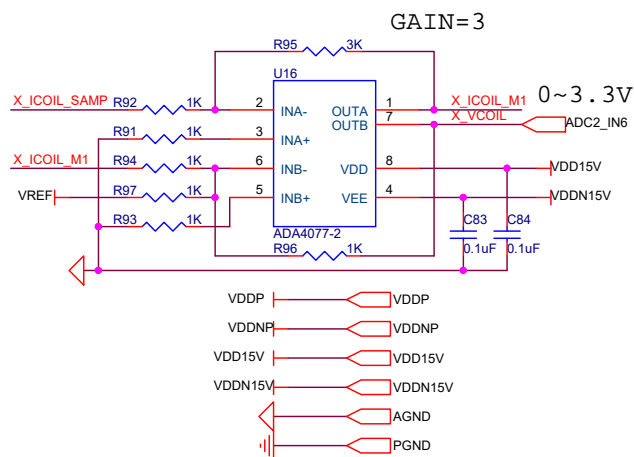 GAIN=3
R95 3K
U16
X_ICOIL_SAMP R92 1K 2 INA- OUTA 1 X_ICOIL_M1 0~3.3V
OUTB 7 X_VCOIL ADC2_IN6
R91 1K 3 INA+
X_ICOIL_M1 R94 1K 6 INB- VDD 8 VDD15V
VREF R97 1K 5 INB+ VEE 4 VDDN15V
R93 1K C83 C84
ADA4077-2
R96 1K 0.1uF 0.1uF
VDDP VDDP
VDDNP VDDNP
VDD15V VDD15V
VDDN15V VDDN15V
AGND
PGND